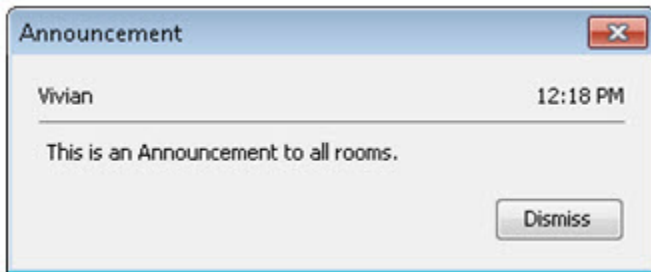 Announcement
Vivian 12:18 PM
This is an Announcement to all rooms.
Dismiss